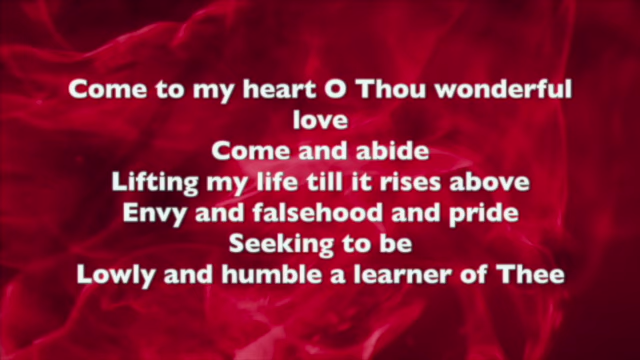 Come to my heart O Thou wonderful
love
Come and abide
Lifting my life till it rises above
Envy and falsehood and pride
Seeking to be
Lowly and humble a learner of Thee